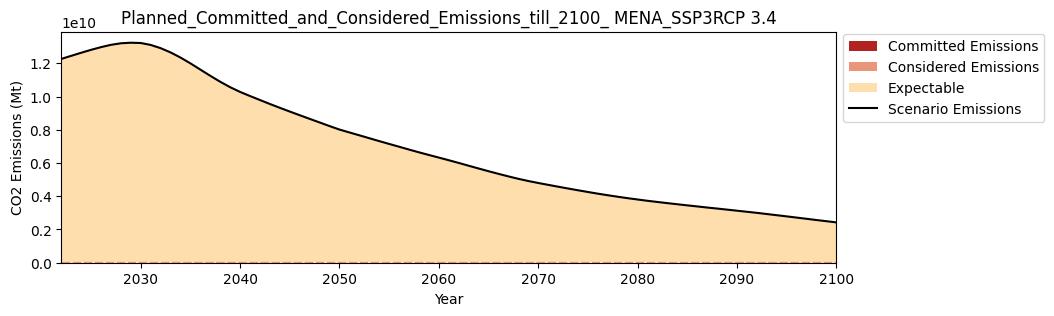 Planned_Committed_and_Considered_Emissions_till_2100_ MENA_SSP3RCP 3.4
1e10
CO2 Emissions (Mt)
1.2
1.0
0.8
0.6
0.4
0.2
0.0
2030 2040 2050 2060 2070 2080 2090 2100
Year
Committed Emissions
Considered Emissions
Expectable
Scenario Emissions